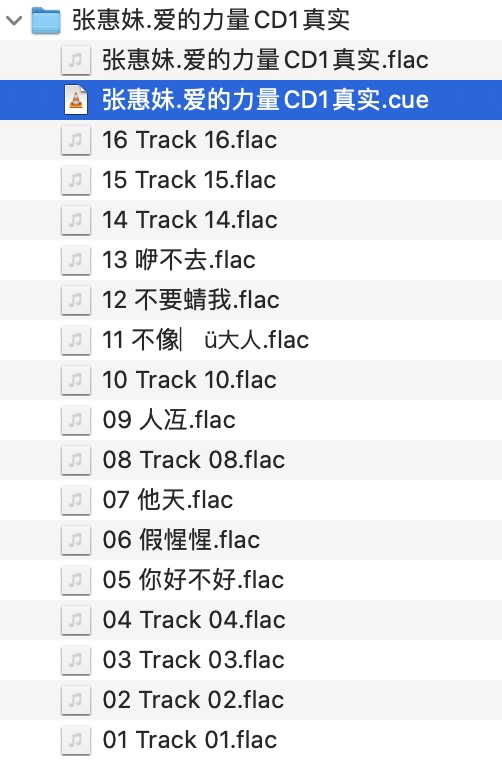 张惠妹.爱的力量CD1真实
张惠妹.爱的力量CD1真实.flac
张惠妹.爱的力量CD1真实.cue
16 Track 16.flac
15 Track 15.flac
14 Track 14.flac
13 咿不去.flac
12 不要蜻我.flac
11 不像▏ ü大人.flac
10 Track 10.flac
09 人冱.flac
08 Track 08.flac
07 他天.flac
06 假惺惺.flac
05 你好不好.flac
04 Track 04.flac
03 Track 03.flac
02 Track 02.flac
01 Track 01.flac